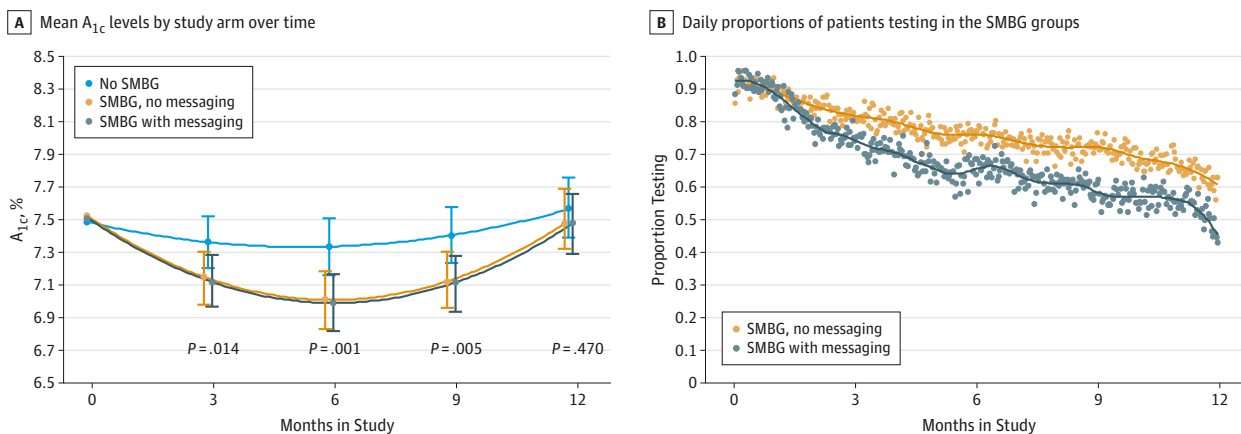 A Mean A1c levels by study arm over time
8.5
8.3
8.1
7.9
7.7
7.5
7.3
7.1
6.9
6.7
6.5
A1c, %
No SMBG
SMBG, no messaging
SMBG with messaging
P = .014
P = .001
P = .005
P = .470
0 3 6 9 12
Months in Study
B Daily proportions of patients testing in the SMBG groups
1.0
0.9
0.8
0.7
0.6
0.5
0.4
0.3
0.2
0.1
0
Proportion Testing
SMBG, no messaging
SMBG with messaging
0 3 6 9 12
Months in Study